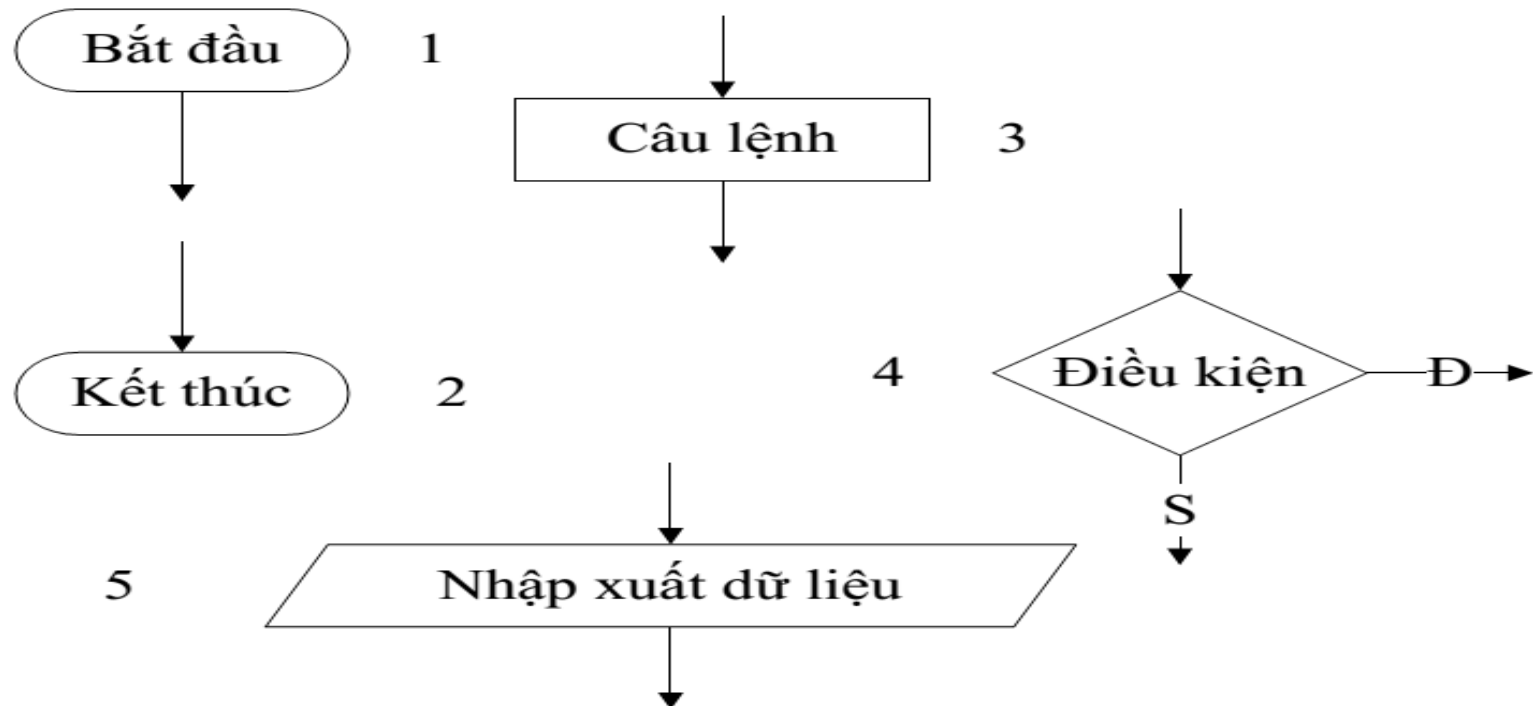 Bắt đầu 1
Câu lệnh 3
Kết thúc 2
4 Điều kiện Đ
S
5 Nhập xuất dữ liệu